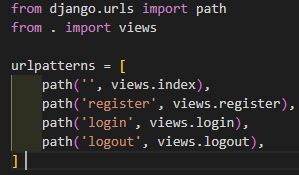 from django.urls import path
from . import views

urlpatterns = [
    path('', views.index),
    path('register', views.register),
    path('login', views.login),
    path('logout', views.logout),
]